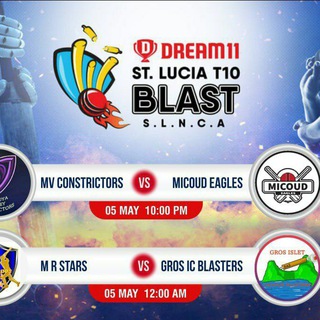 DREAM11
ST. LUCIA T10
BLAST
S.L.N.C.A
MV CONSTRICTORS VS MICOUD EAGLES
MICOUD
EAGLES
05 MAY 10:00 PM
GROS ISLET
M R STARS VS GROS IC BLASTERS
05 MAY 12:00 AM